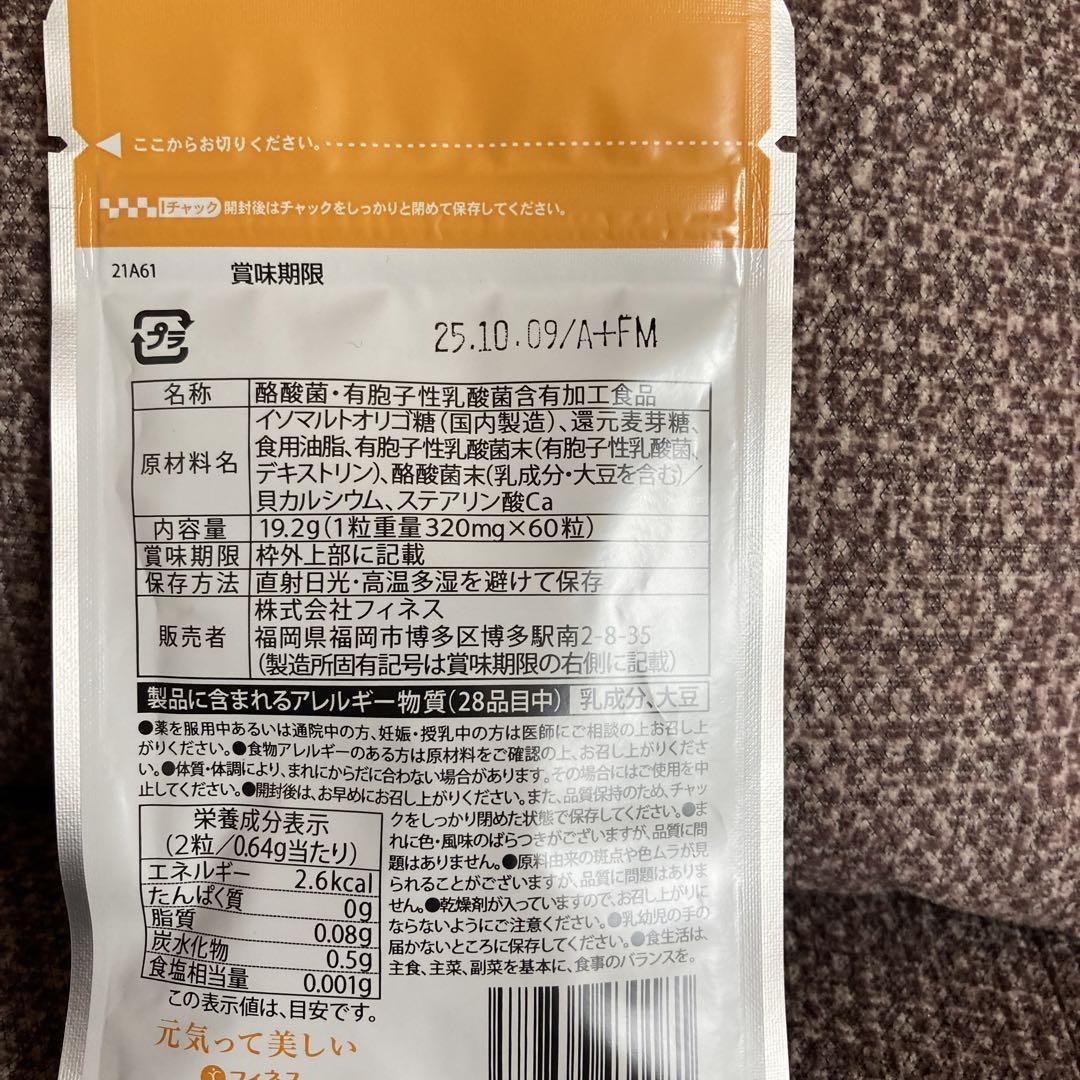 ここからお切りください。
Iチャック 開封後はチャックをしっかりと閉めて保存してください。
21A61 賞味期限
プラ 25.10.09/A+FM
名称 酪酸菌・有胞子性乳酸菌含有加工食品
原材料名 イソマルトオリゴ糖(国内製造)、還元麦芽糖、
食用油脂、有胞子性乳酸菌末(有胞子性乳酸菌、
デキストリン)、酪酸菌末(乳成分・大豆を含む)/
貝カルシウム、ステアリン酸Ca
内容量 19.2g(1粒重量320mg×60粒)
賞味期限 枠外上部に記載
保存方法 直射日光・高温多湿を避けて保存
販売者 株式会社フィネス
福岡県福岡市博多区博多駅南2-8-35
(製造所固有記号は賞味期限の右側に記載)
製品に含まれるアレルギー物質(28品目中) 乳成分、大豆
●薬を服用中あるいは通院中の方、妊娠・授乳中の方は医師にご相談の上お召し上
がりください。●食物アレルギーのある方は原材料をご確認の上、お召し上がりくださ
い。●体質・体調により、まれにからだに合わない場合があります。その場合にはご使用を中
止してください。●開封後は、お早めにお召し上がりください。また、品質保持のため、チャッ
クをしっかり閉めた状態で保存してください。●ま
れに色・風味のばらつきがございますが、品質に問
題はありません。●原料由来の斑点や色ムラが見
られることがございますが、品質に問題はありま
せん。●乾燥剤が入っていますので、お召し上がりに
ならないようにご注意ください。●乳幼児の手の
届かないところに保存してください。●食生活は、
主食、主菜、副菜を基本に、食事のバランスを。
栄養成分表示
(2粒/0.64g当たり)
エネルギー 2.6kcal
たんぱく質 0g
脂質 0.08g
炭水化物 0.5g
食塩相当量 0.001g
この表示値は、目安です。
元気って美しい
フィネス